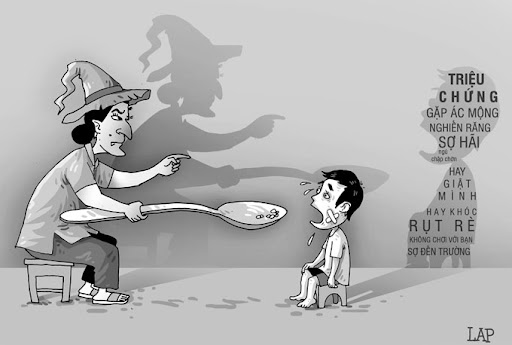 TRIỆU
CHỨNG
GẶP ÁC MỘNG
NGHIẾN RĂNG
SỢ HÃI
ngủ
chập chờn
HAY
GIẬT
MÌNH
HAY KHÓC
RỤT RÈ
KHÔNG CHƠI VỚI BẠN
SỢ ĐẾN TRƯỜNG
LAP